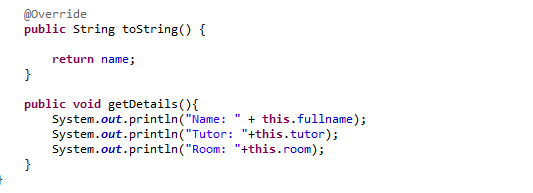 @Override
public String toString() {
return name;
}
public void getDetails(){
System.out.println("Name: " + this.fullname);
System.out.println("Tutor: "+this.tutor);
System.out.println("Room: "+this.room);
}
}